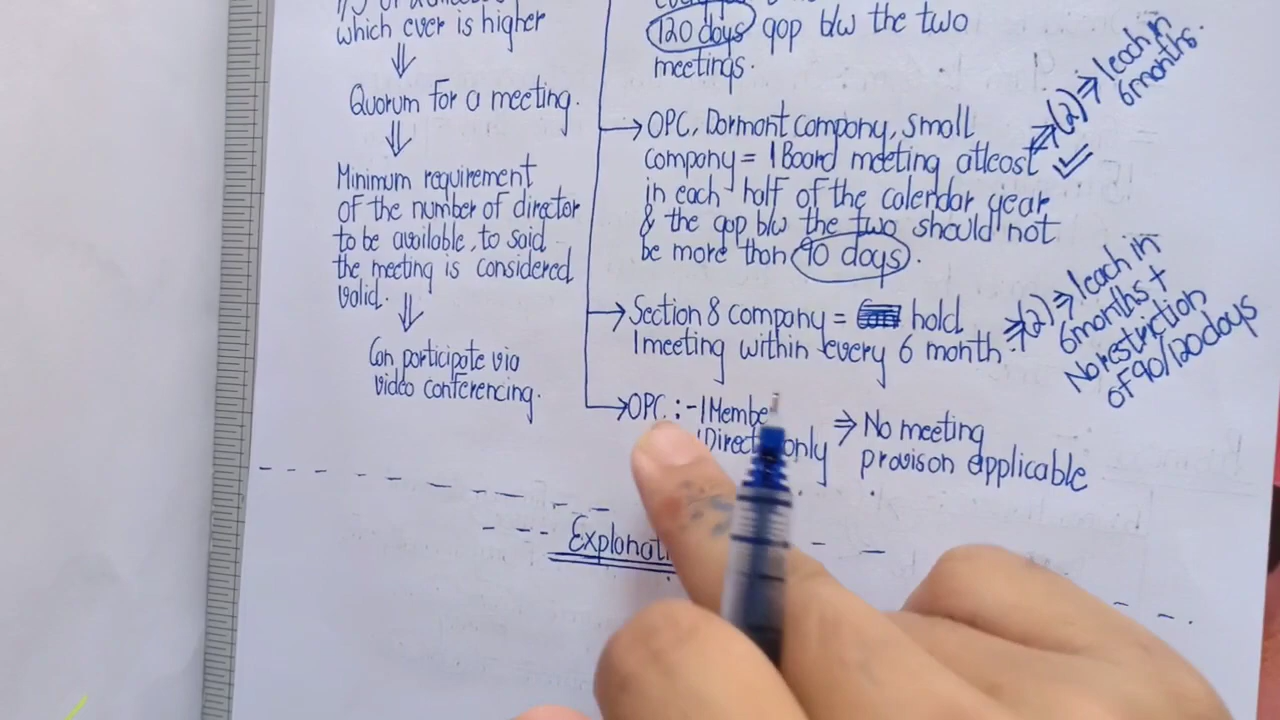 which ever is higher
Quorum for a meeting.
Minimum requirement
of the number of director
to be available, to said
the meeting is considered
valid.
Can participate via
video conferencing.
120 days gap b/w the two
meetings.
OPC, Dormant company, small
company = 1 Board meeting atleast
in each half of the calendar year
& the gap b/w the two should not
be more than 90 days.
(2) ⇒ 1 each in
6 months.
Section 8 company = hold
1 meeting within every 6 month.
(2) ⇒ 1 each in
6 months +
No restriction
of 90/120 days
OPC :- 1 Membe
1 Direct only
⇒ No meeting
provison applicable
Explanati